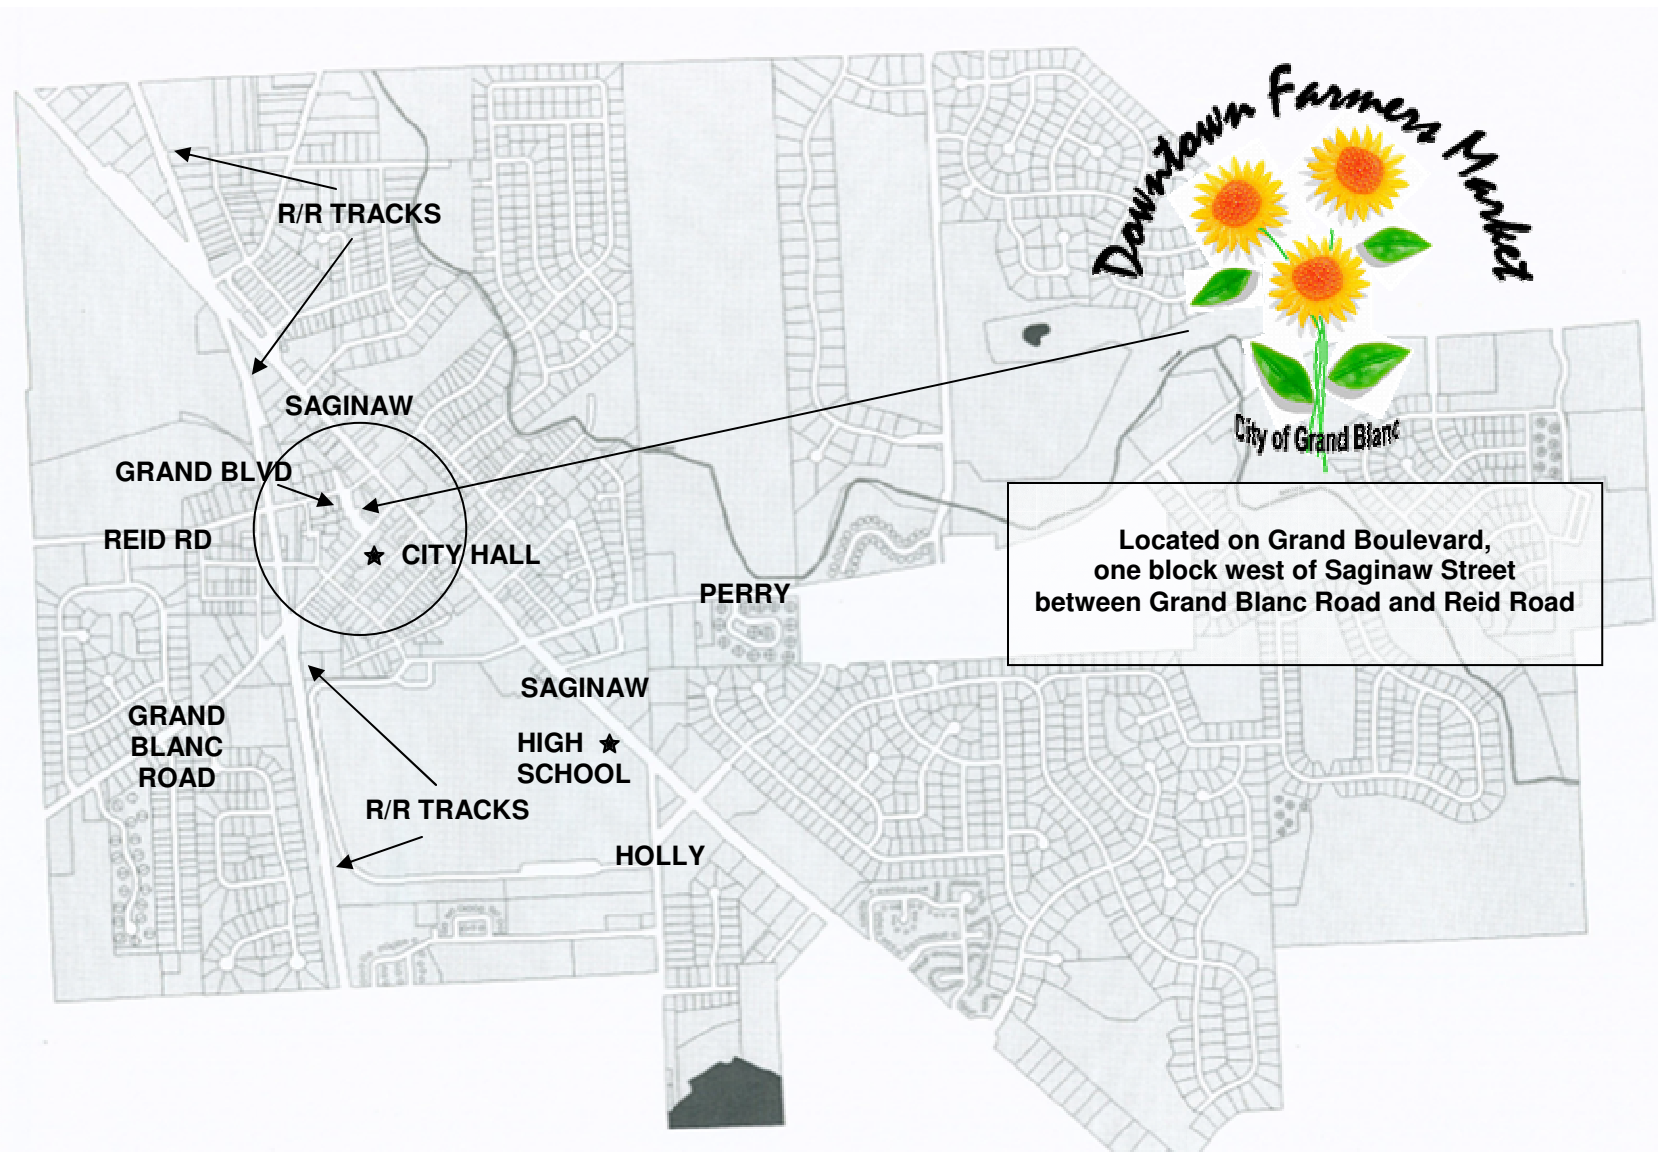 Downtown Farmers Market
R/R TRACKS
SAGINAW
City of Grand Blanc
GRAND BLVD
REID RD
CITY HALL
Located on Grand Boulevard,
one block west of Saginaw Street
between Grand Blanc Road and Reid Road
PERRY
SAGINAW
GRAND
BLANC
ROAD
HIGH
SCHOOL
R/R TRACKS
HOLLY